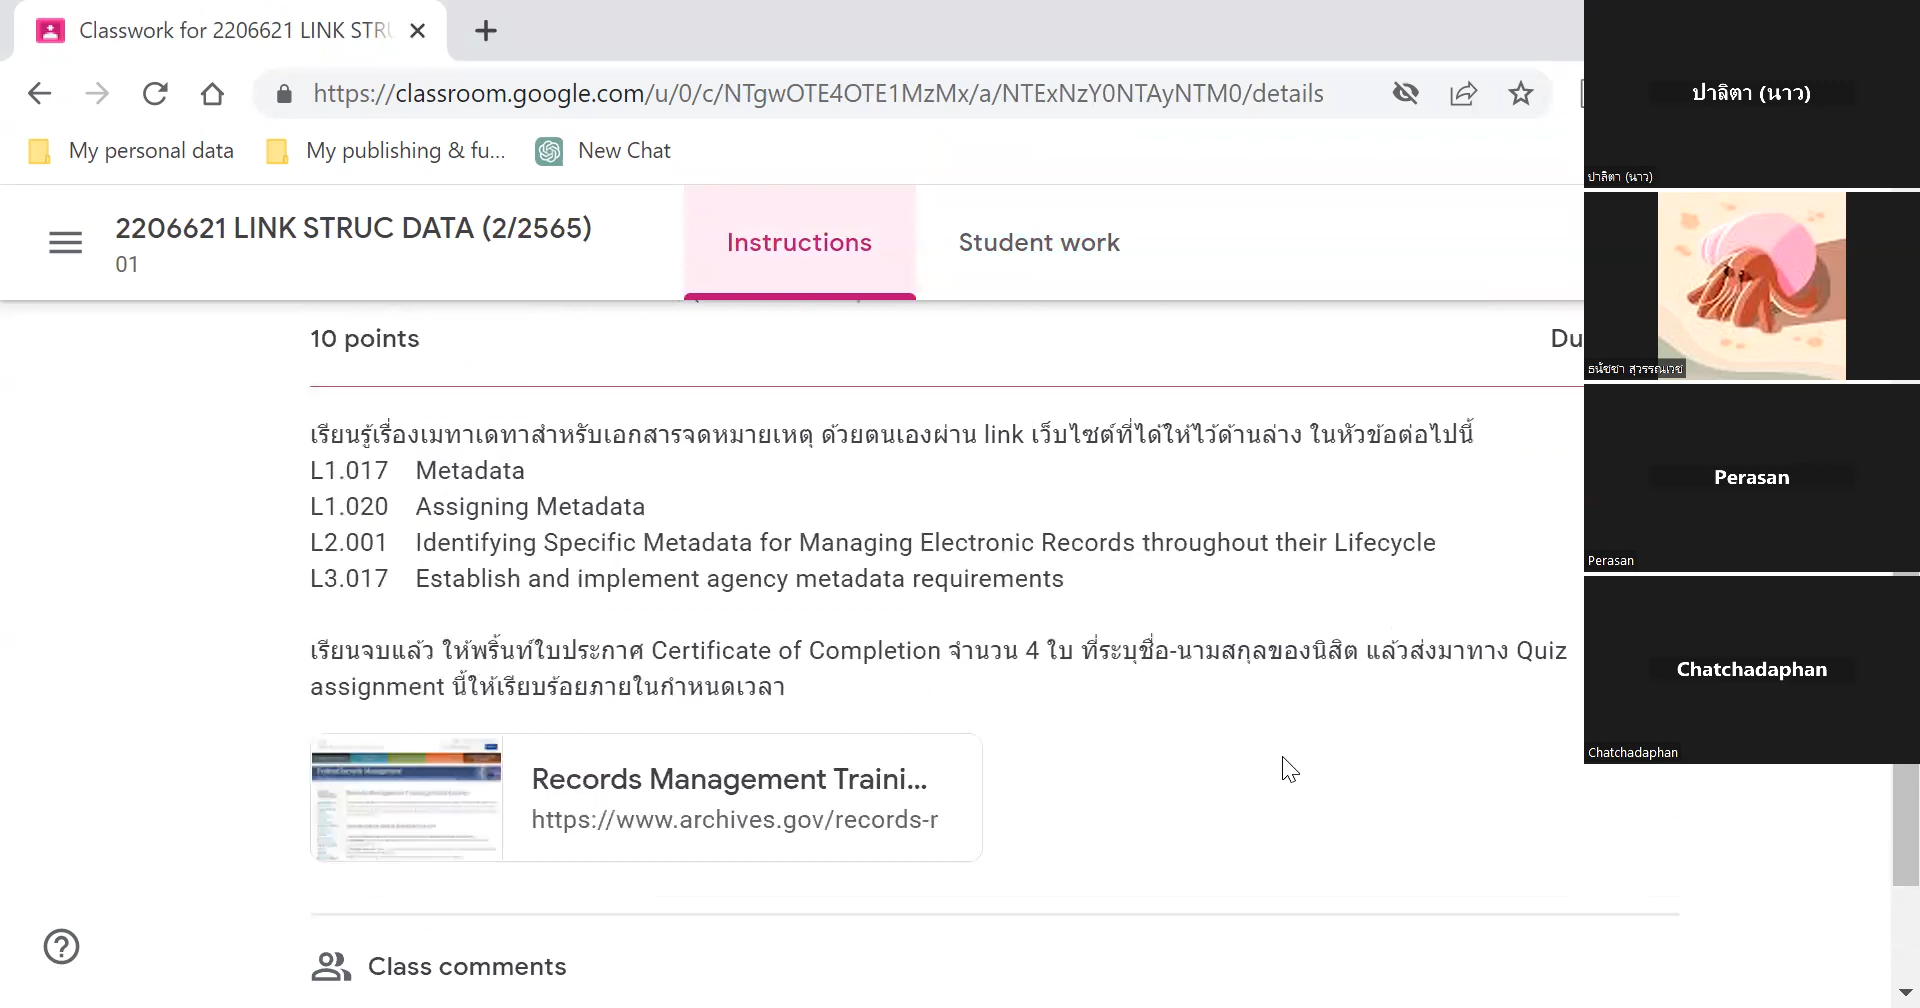 Classwork for 2206621 LINK STRU
https://classroom.google.com/u/0/c/NTgwOTE4OTE1MzMx/a/NTExNzY0NTAyNTM0/details
My personal data
My publishing & fu...
New Chat
2206621 LINK STRUC DATA (2/2565)
01
Instructions
Student work
10 points
Du
เรียนรู้เรื่องเมทาเดทาสำหรับเอกสารจดหมายเหตุ ด้วยตนเองผ่าน link เว็บไซต์ที่ได้ให้ไว้ด้านล่าง ในหัวข้อต่อไปนี้
L1.017 Metadata
L1.020 Assigning Metadata
L2.001 Identifying Specific Metadata for Managing Electronic Records throughout their Lifecycle
L3.017 Establish and implement agency metadata requirements
เรียนจบแล้ว ให้พริ้นท์ใบประกาศ Certificate of Completion จำนวน 4 ใบ ที่ระบุชื่อ-นามสกุลของนิสิต แล้วส่งมาทาง Quiz
assignment นี้ให้เรียบร้อยภายในกำหนดเวลา
Records Management Traini...
https://www.archives.gov/records-r
Class comments
ปาลิตา (นาว)
ปาลิตา (นาว)
ธนัชชา สุวรรณเวช
Perasan
Perasan
Chatchadaphan
Chatchadaphan